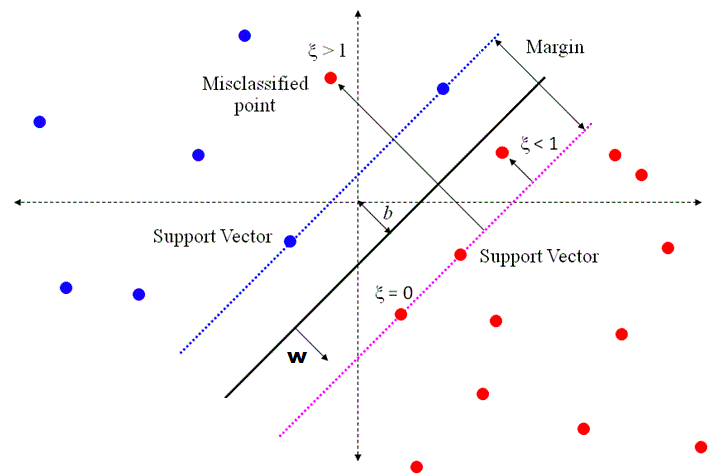 ξ > 1
Margin
Misclassified
point
ξ < 1
b
Support Vector
Support Vector
ξ = 0
w